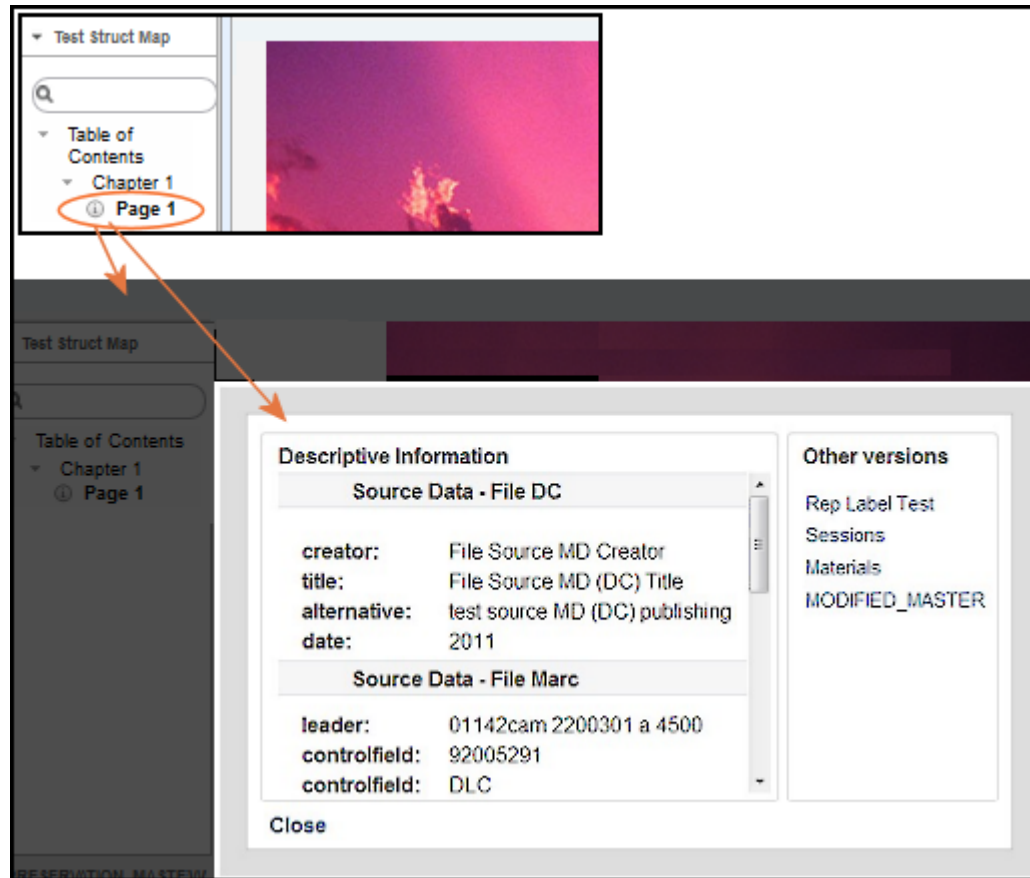 Test Struct Map
Table of
Contents
Chapter 1
Page 1
Test Struct Map
Table of Contents
Chapter 1
Page 1
Descriptive Information
Source Data - File DC
creator: File Source MD Creator
title: File Source MD (DC) Title
alternative: test source MD (DC) publishing
date: 2011
Source Data - File Marc
leader: 01142cam 2200301 a 4500
controlfield: 92005291
controlfield: DLC
Close
Other versions
Rep Label Test
Sessions
Materials
MODIFIED_MASTER